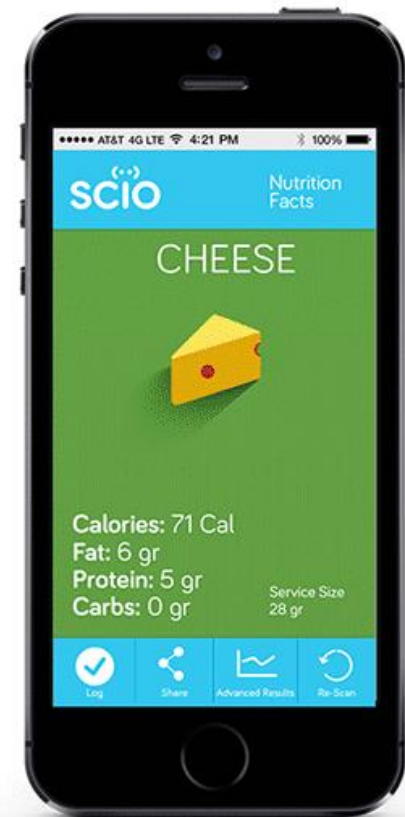 AT&T 4G LTE 4:21 PM 100%
SCiO
Nutrition
Facts
CHEESE
Calories: 71 Cal
Fat: 6 gr
Protein: 5 gr
Carbs: 0 gr
Service Size
28 gr
Log Share Advanced Results Re-Scan